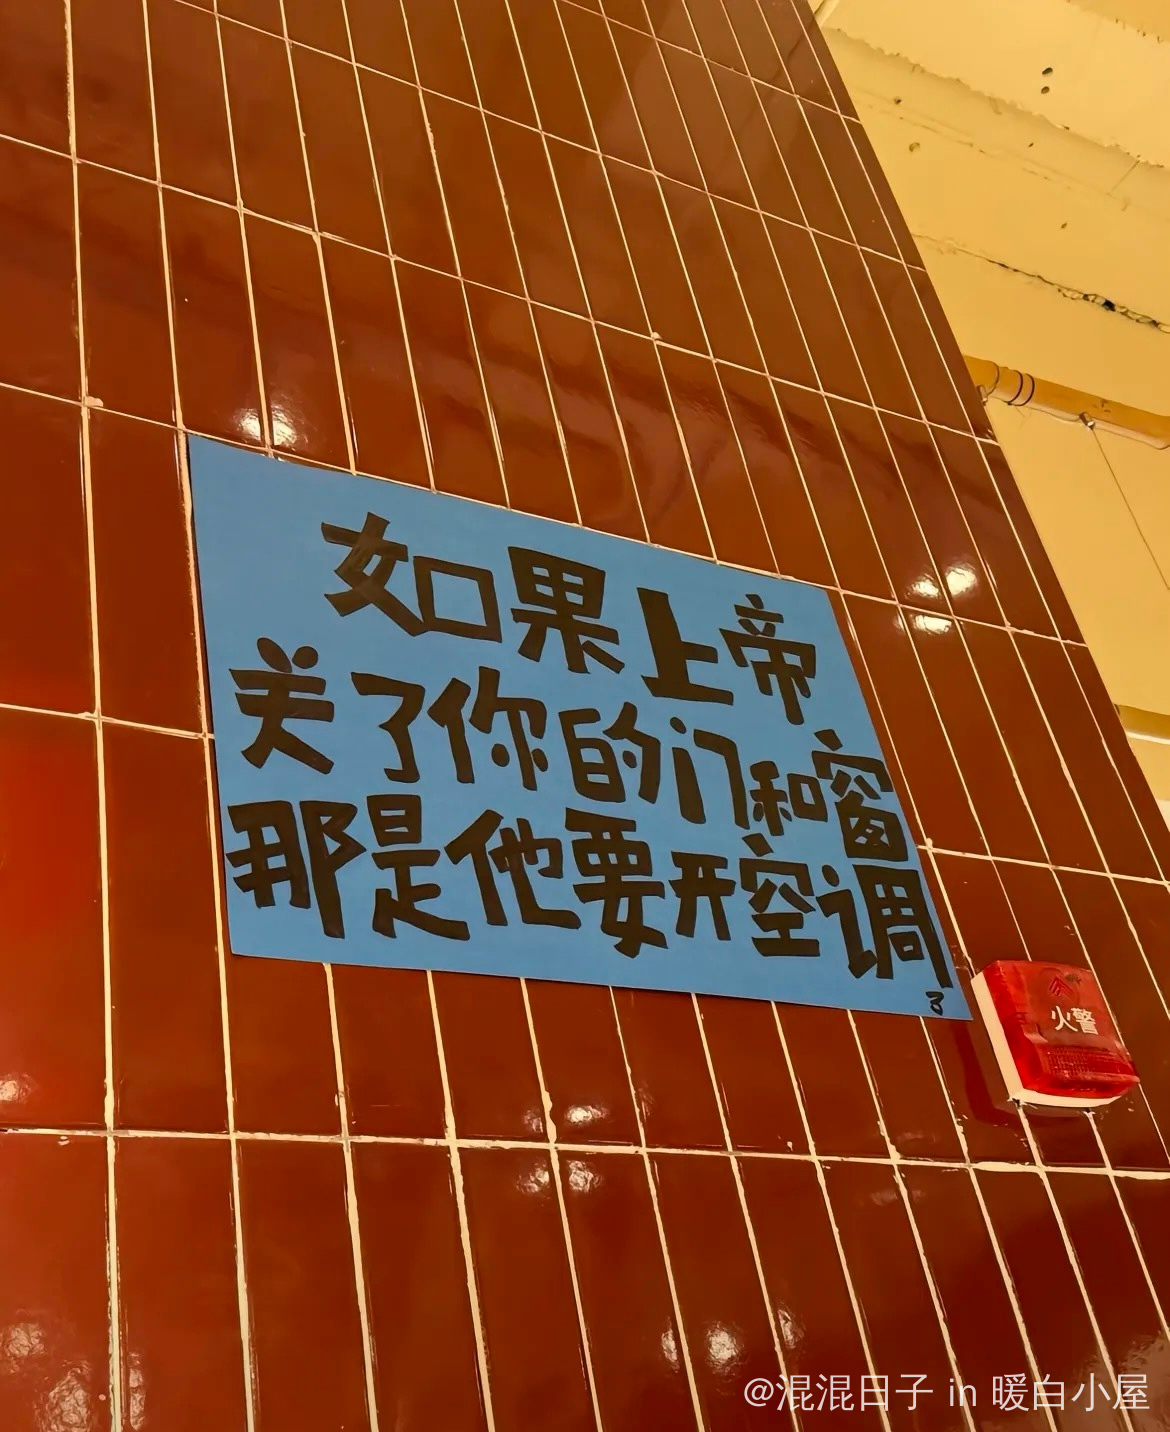 如果上帝
关了你的门和窗
那是他要开空调
了
火警
@混混日子 in 暖白小屋